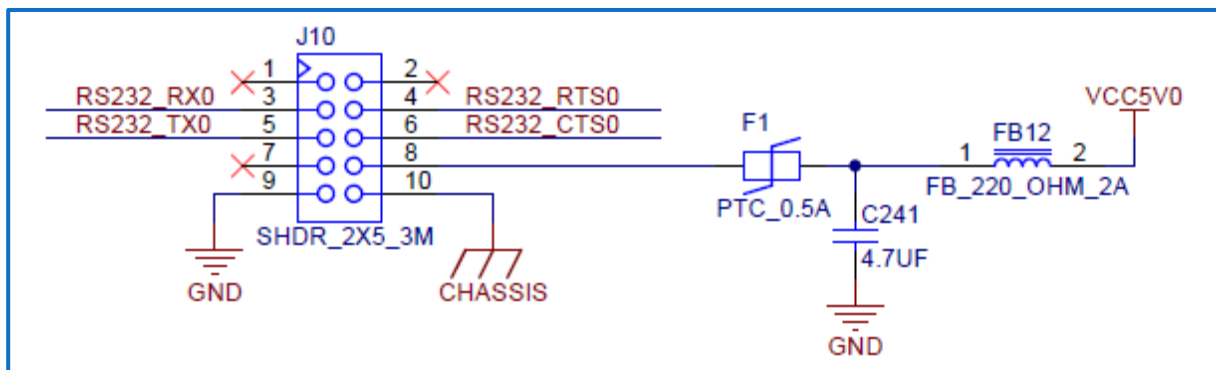 J10
1 2
RS232_RX0 3 4 RS232_RTS0
VCC5V0
RS232_TX0 5 6 RS232_CTS0
F1
FB12
7 8
1 2
9 10
FB_220_OHM_2A
PTC_0.5A
C241
SHDR_2X5_3M
4.7UF
GND
CHASSIS
GND